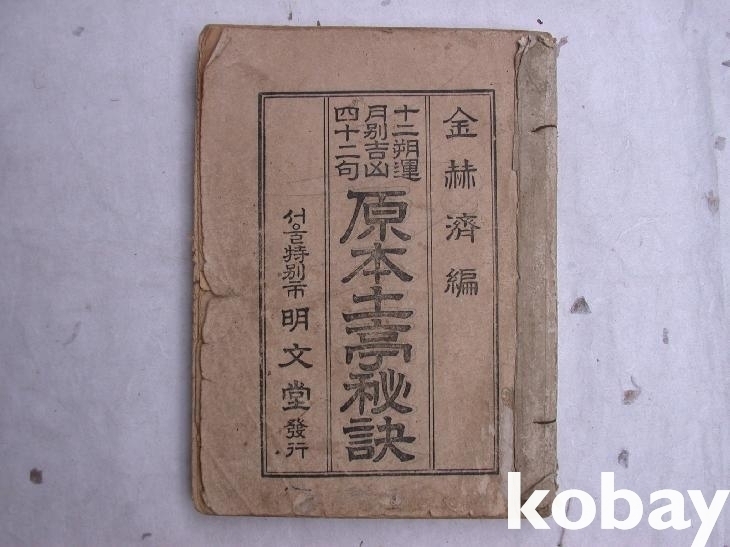 金赫濟編
十二朔運
月別吉凶
四十二句
原本土亭秘訣
서울特別市 明文堂 發行
kobay